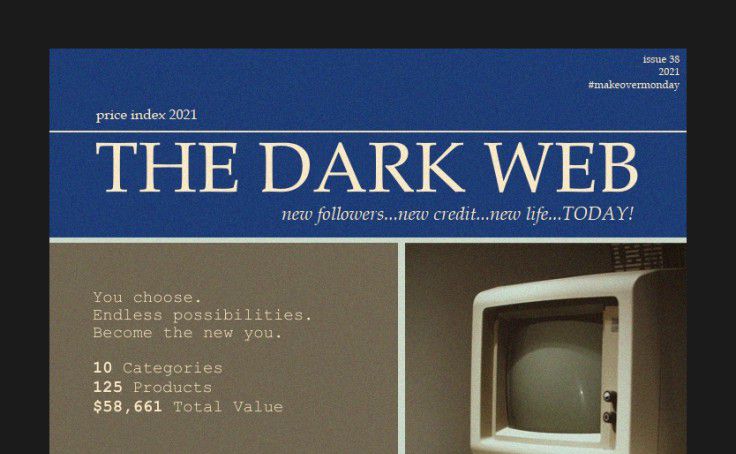 issue 38
2021
#makeovermonday
price index 2021
THE DARK WEB
new followers...new credit...new life...TODAY!
You choose.
Endless possibilities.
Become the new you.
10 Categories
125 Products
$58,661 Total Value